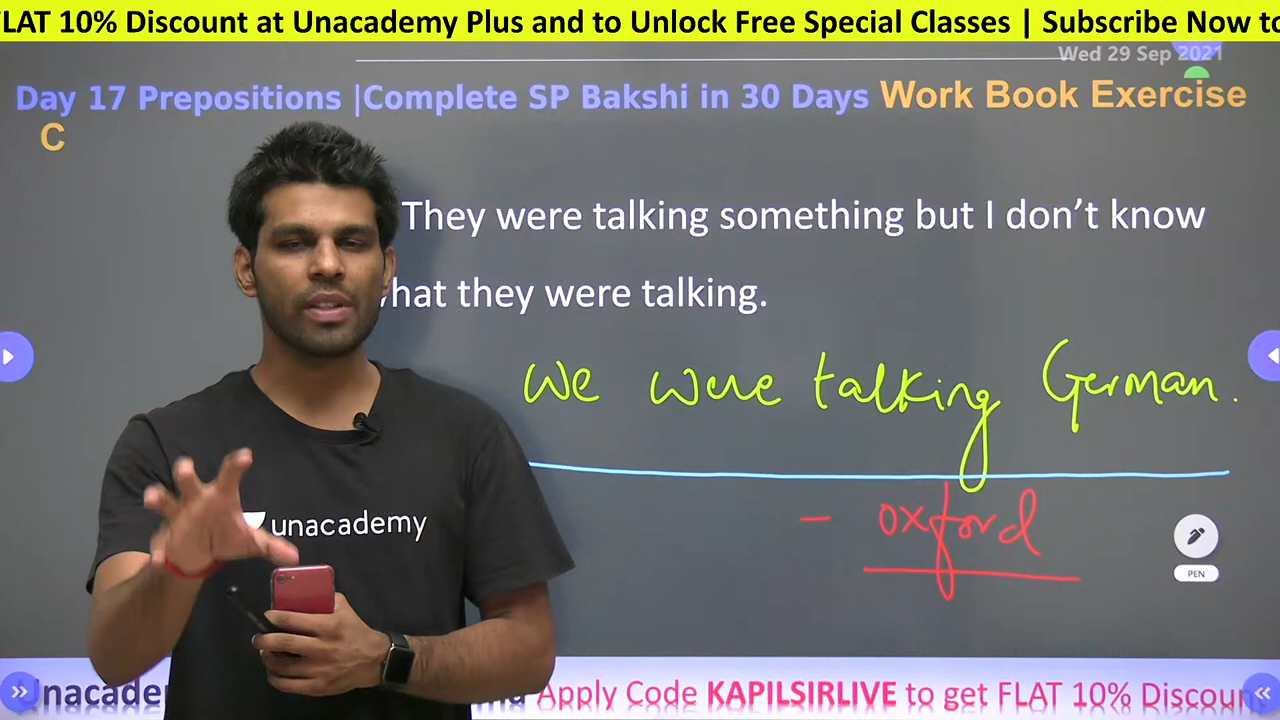 FLAT 10% Discount at Unacademy Plus and to Unlock Free Special Classes | Subscribe Now to
Wed 29 Sep 2021
Day 17 Prepositions |Complete SP Bakshi in 30 Days Work Book Exercise
C
They were talking something but I don't know
what they were talking.
We were talking German.
- oxford
unacademy
PEN
Apply Code KAPILSIRLIVE to get FLAT 10% Discoun